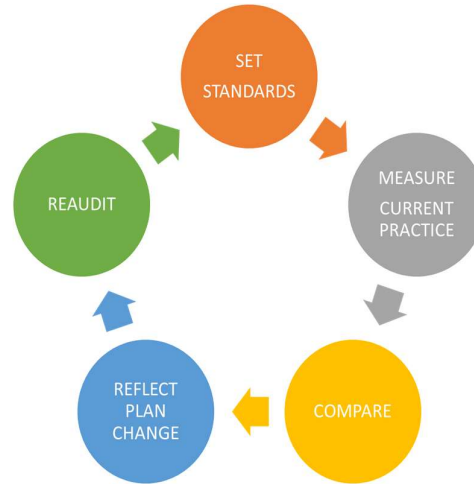 SET
STANDARDS
MEASURE
CURRENT
PRACTICE
COMPARE
REFLECT
PLAN
CHANGE
REAUDIT